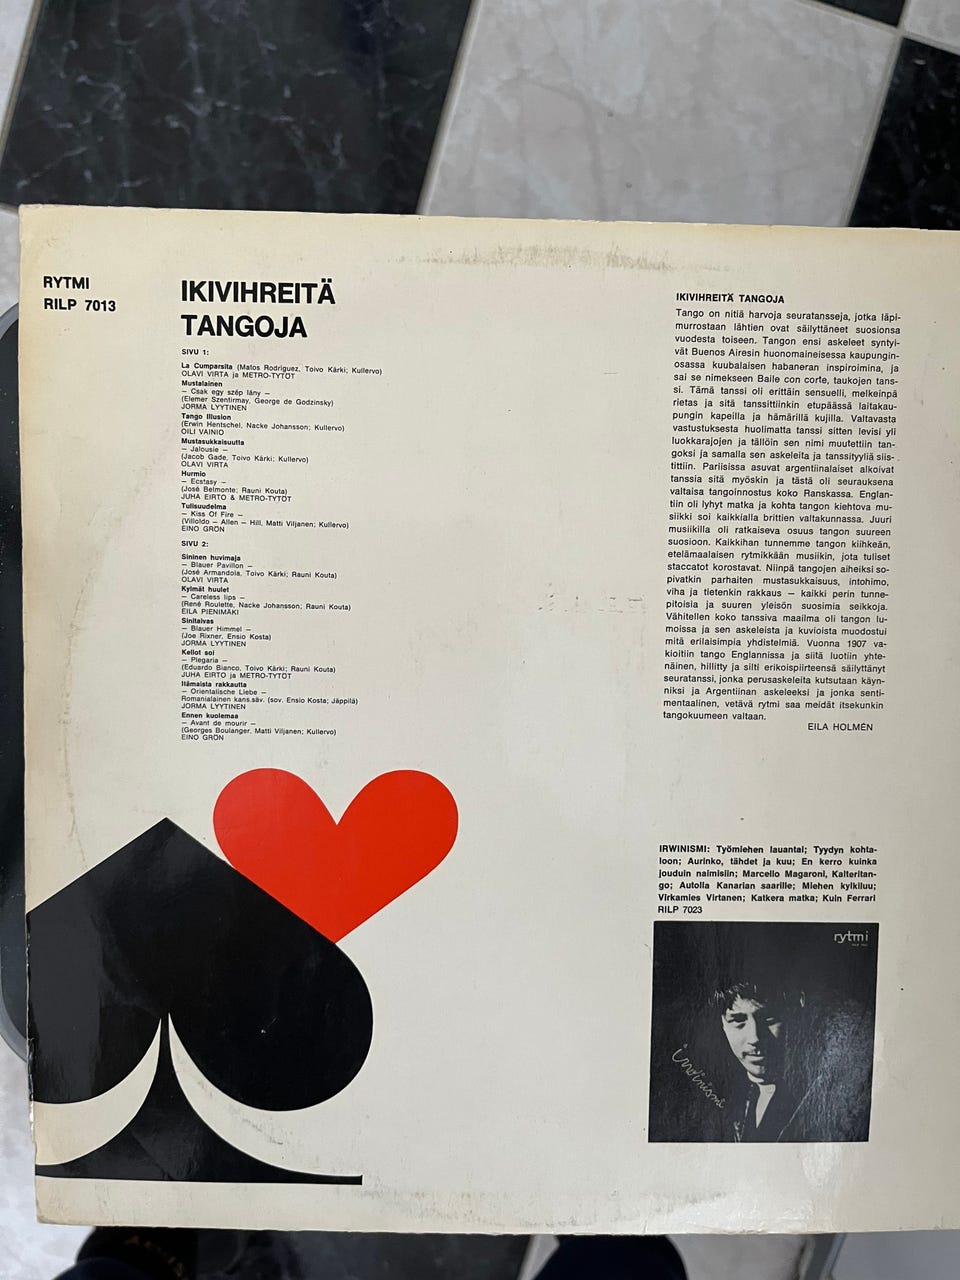 RYTMI
RILP 7013
IKIVIHREITÄ
TANGOJA
SIVU 1:
La Cumparsita (Matos Rodriguez, Toivo Kärki; Kullervo)
OLAVI VIRTA ja METRO-TYTÖT
Mustalainen
— Csak egy szép lány —
(Elemer Szentirmay, George de Godzinsky)
JORMA LYYTINEN
Tango Illusion
(Erwin Hentschel, Nacke Johansson; Kullervo)
OILI VAINIO
Mustasukkaisuutta
— Jalousie —
(Jacob Gade, Toivo Kärki; Kullervo)
OLAVI VIRTA
Hurmio
— Ecstasy —
(José Belmonte; Rauni Kouta)
JUHA EIRTO & METRO-TYTÖT
Tulisuudelma
— Kiss Of Fire —
(Villoldo — Allen — Hill, Matti Viljanen; Kullervo)
EINO GRÖN
SIVU 2:
Sininen huvimaja
— Blauer Pavillon —
(José Armandola, Toivo Kärki; Rauni Kouta)
OLAVI VIRTA
Kylmät huulet
— Careless lips —
(René Roulette, Nacke Johansson; Rauni Kouta)
EILA PIENIMÄKI
Sinitaivas
— Blauer Himmel —
(Joe Rixner, Ensio Kosta)
JORMA LYYTINEN
Kellot soi
— Plegaria —
(Eduardo Bianco, Toivo Kärki; Rauni Kouta)
JUHA EIRTO ja METRO-TYTÖT
Itämaista rakkautta
— Orientalische Liebe —
Romanialainen kans.säv. (sov. Ensio Kosta; Jäppilä)
JORMA LYYTINEN
Ennen kuolemaa
— Avant de mourir —
(Georges Boulanger, Matti Viljanen; Kullervo)
EINO GRÖN
IKIVIHREITÄ TANGOJA
Tango on nitiä harvoja seuratansseja, jotka läpi-
murrostaan lähtien ovat säilyttäneet suosionsa
vuodesta toiseen. Tangon ensi askeleet syntyi-
vät Buenos Airesin huonomaineisessa kaupungin-
osassa kuubalaisen habaneran inspiroimina, ja
sai se nimekseen Baile con corte, taukojen tans-
si. Tämä tanssi oli erittäin sensuelli, melkeinpä
rietas ja sitä tanssittiinkin etupäässä laitakau-
pungin kapeilla ja hämärillä kujilla. Valtavasta
vastustuksesta huolimatta tanssi sitten levisi yli
luokkarajojen ja tällöin sen nimi muutettiin tan-
goksi ja samalla sen askeleita ja tanssityyliä siis-
tittiin. Pariisissa asuvat argentiinalaiset alkoivat
tanssia sitä myöskin ja tästä oli seurauksena
valtaisa tangoinnostus koko Ranskassa. Englan-
tiin oli lyhyt matka ja kohta tangon kiehtova mu-
siikki soi kaikkialla brittien valtakunnassa. Juuri
musiikilla oli ratkaiseva osuus tangon suureen
suosioon. Kaikkihan tunnemme tangon kiihkeän,
etelämaalaisen rytmikkään musiikin, jota tuliset
staccatot korostavat. Niinpä tangojen aiheiksi so-
pivatkin parhaiten mustasukkaisuus, intohimo,
viha ja tietenkin rakkaus — kaikki perin tunne-
pitoisia ja suuren yleisön suosimia seikkoja.
Vähitellen koko tanssiva maailma oli tangon lu-
moissa ja sen askeleista ja kuvioista muodostui
mitä erilaisimpia yhdistelmiä. Vuonna 1907 va-
kioitiin tango Englannissa ja siitä luotiin yhte-
näinen, hillitty ja silti erikoispiirteensä säilyttänyt
seuratanssi, jonka perusaskeleita kutsutaan käyn-
niksi ja Argentiinan askeleeksi ja jonka senti-
mentaalinen, vetävä rytmi saa meidät itsekunkin
tangokuumeen valtaan.
EILA HOLMÉN
IRWINISMI: Työmiehen lauantai; Tyydyn kohta-
loon; Aurinko, tähdet ja kuu; En kerro kuinka
jouduin naimisiin; Marcello Magaroni, Kalteritan-
go; Autolla Kanarian saarille; Miehen kylkiluu;
Virkamies Virtanen; Katkera matka; Kuin Ferrari
RILP 7023
rytmi
irwinismi